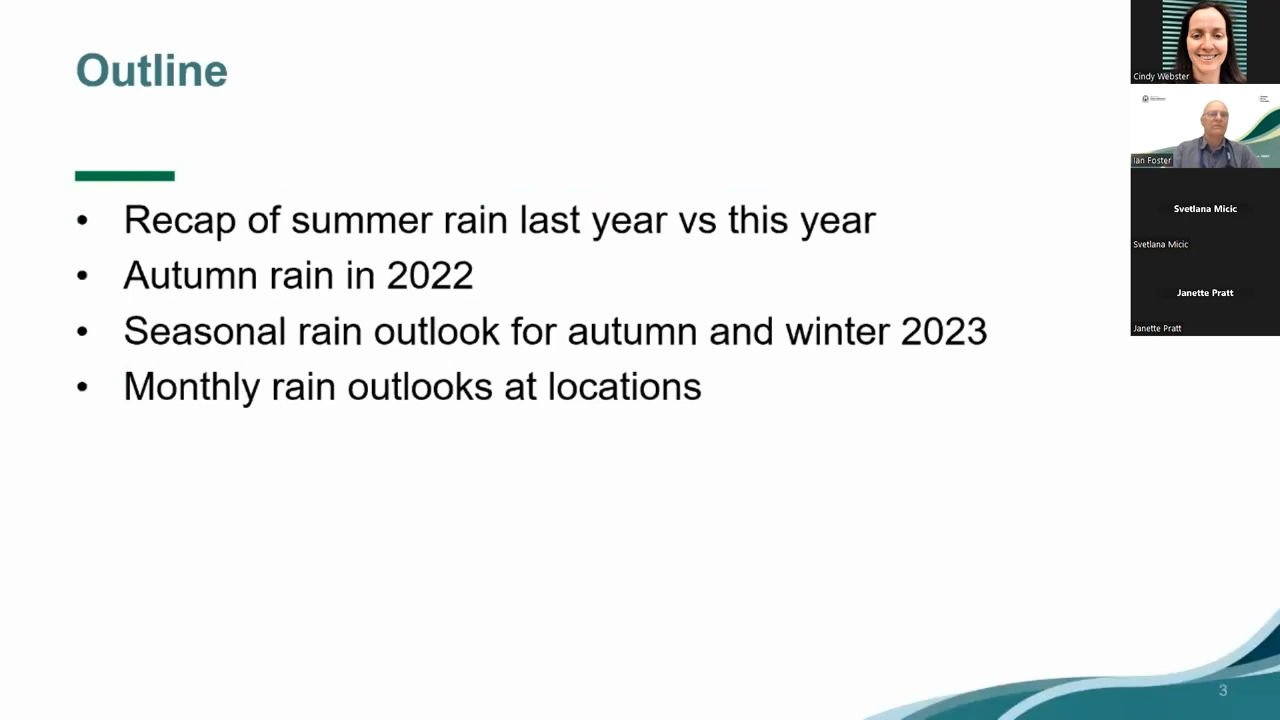 Outline
• Recap of summer rain last year vs this year
• Autumn rain in 2022
• Seasonal rain outlook for autumn and winter 2023
• Monthly rain outlooks at locations
3
Cindy Webster
Ian Foster
Svetlana Micic
Svetlana Micic
Janette Pratt
Janette Pratt